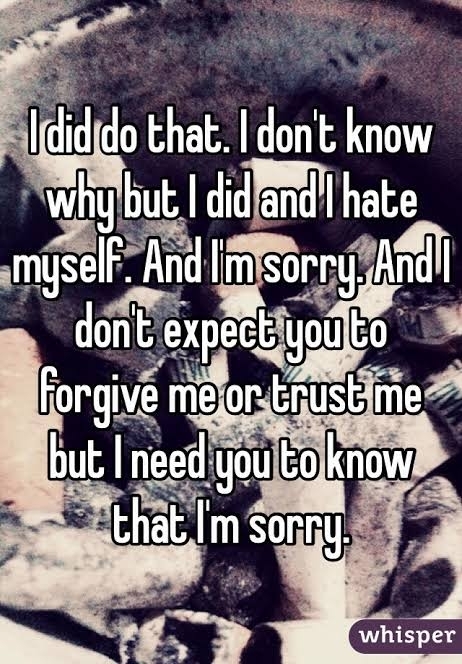 I did do that. I don't know
why but I did and I hate
myself. And I'm sorry. And I
don't expect you to
forgive me or trust me
but I need you to know
that I'm sorry.
whisper